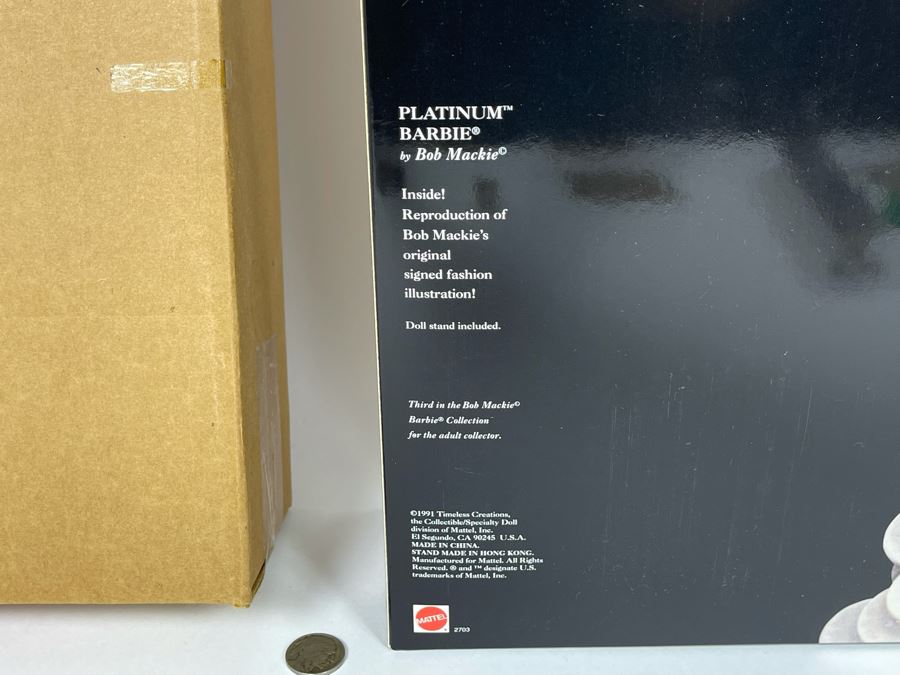 PLATINUM™
BARBIE®
by Bob Mackie©
Inside!
Reproduction of
Bob Mackie's
original
signed fashion
illustration!
Doll stand included.
Third in the Bob Mackie©
Barbie® Collection
for the adult collector.
©1991 Timeless Creations,
the Collectible/Specialty Doll
division of Mattel, Inc.
El Segundo, CA 90245 U.S.A.
MADE IN CHINA.
STAND MADE IN HONG KONG.
Manufactured for Mattel. All Rights
Reserved. ® and ™ designate U.S.
trademarks of Mattel, Inc.
MATTEL
2703